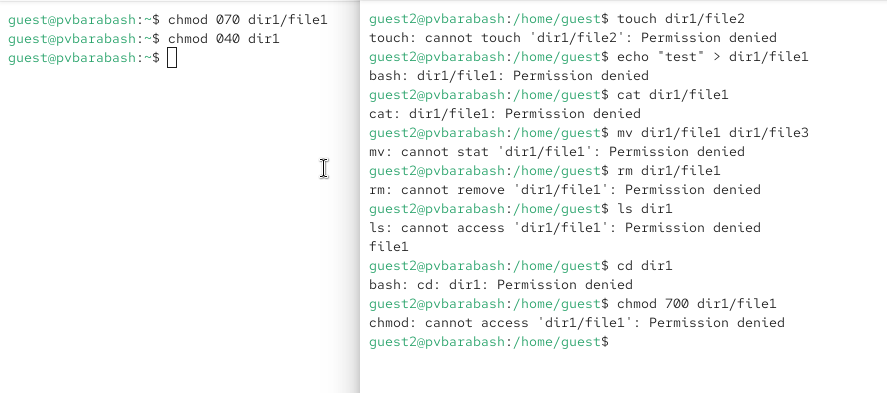 guest@pvbarabash:~$ chmod 070 dir1/file1
guest@pvbarabash:~$ chmod 040 dir1
guest@pvbarabash:~$
guest2@pvbarabash:/home/guest$ touch dir1/file2
touch: cannot touch 'dir1/file2': Permission denied
guest2@pvbarabash:/home/guest$ echo "test" > dir1/file1
bash: dir1/file1: Permission denied
guest2@pvbarabash:/home/guest$ cat dir1/file1
cat: dir1/file1: Permission denied
guest2@pvbarabash:/home/guest$ mv dir1/file1 dir1/file3
mv: cannot stat 'dir1/file1': Permission denied
guest2@pvbarabash:/home/guest$ rm dir1/file1
rm: cannot remove 'dir1/file1': Permission denied
guest2@pvbarabash:/home/guest$ ls dir1
ls: cannot access 'dir1/file1': Permission denied
file1
guest2@pvbarabash:/home/guest$ cd dir1
bash: cd: dir1: Permission denied
guest2@pvbarabash:/home/guest$ chmod 700 dir1/file1
chmod: cannot access 'dir1/file1': Permission denied
guest2@pvbarabash:/home/guest$